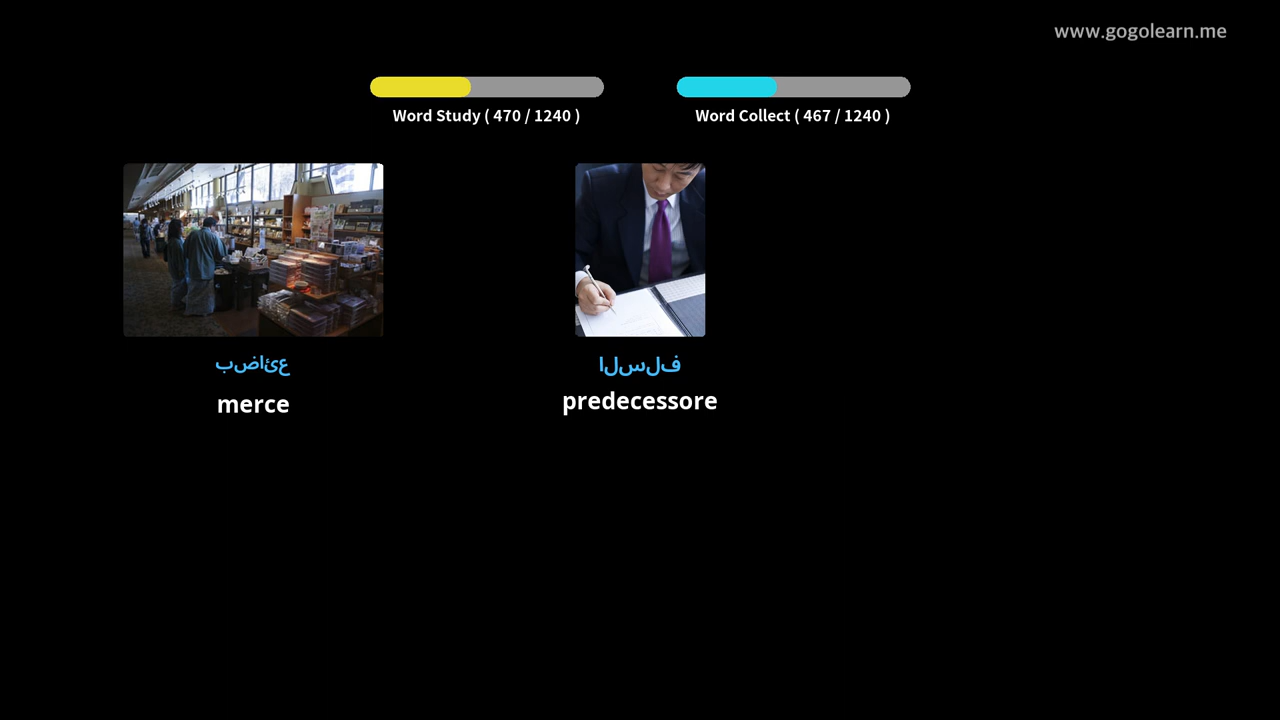 www.gogolearn.me
Word Study ( 470 / 1240 )
Word Collect ( 467 / 1240 )
بضائع
merce
السلف
predecessore